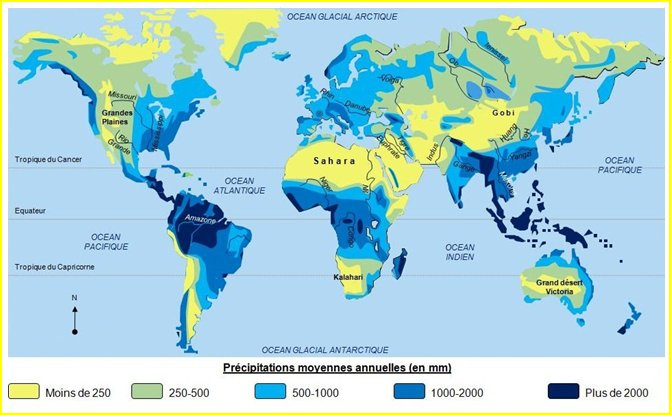 OCEAN GLACIAL ARCTIQUE
Ienisseï
Ob
Volga
Rhin
Danube
Missouri
Grandes
Plaines
Mississippi
Rio
Grande
Gobi
Huang
He
Tigre
Euphrate
Indus
Gange
Yangzi
Mékong
Tropique du Cancer
Sahara
Niger
Nil
OCEAN
ATLANTIQUE
OCEAN
PACIFIQUE
Equateur
Amazone
Congo
OCEAN
PACIFIQUE
OCEAN
INDIEN
Tropique du Capricorne
Kalahari
Grand désert
Victoria
N
OCEAN GLACIAL ANTARCTIQUE
Précipitations moyennes annuelles (en mm)
Moins de 250
250-500
500-1000
1000-2000
Plus de 2000